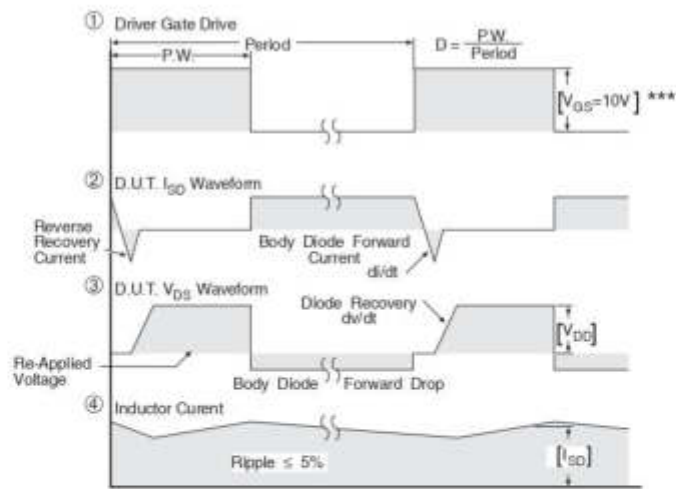 ① Driver Gate Drive
Period
P.W.
D = P.W. / Period
[VGS=10V] ***
② D.U.T. ISD Waveform
Reverse
Recovery
Current
Body Diode Forward
Current
di/dt
③ D.U.T. VDS Waveform
Diode Recovery
dv/dt
[VDD]
Re-Applied
Voltage
Body Diode Forward Drop
④ Inductor Curent
Ripple ≤ 5%
[ISD]